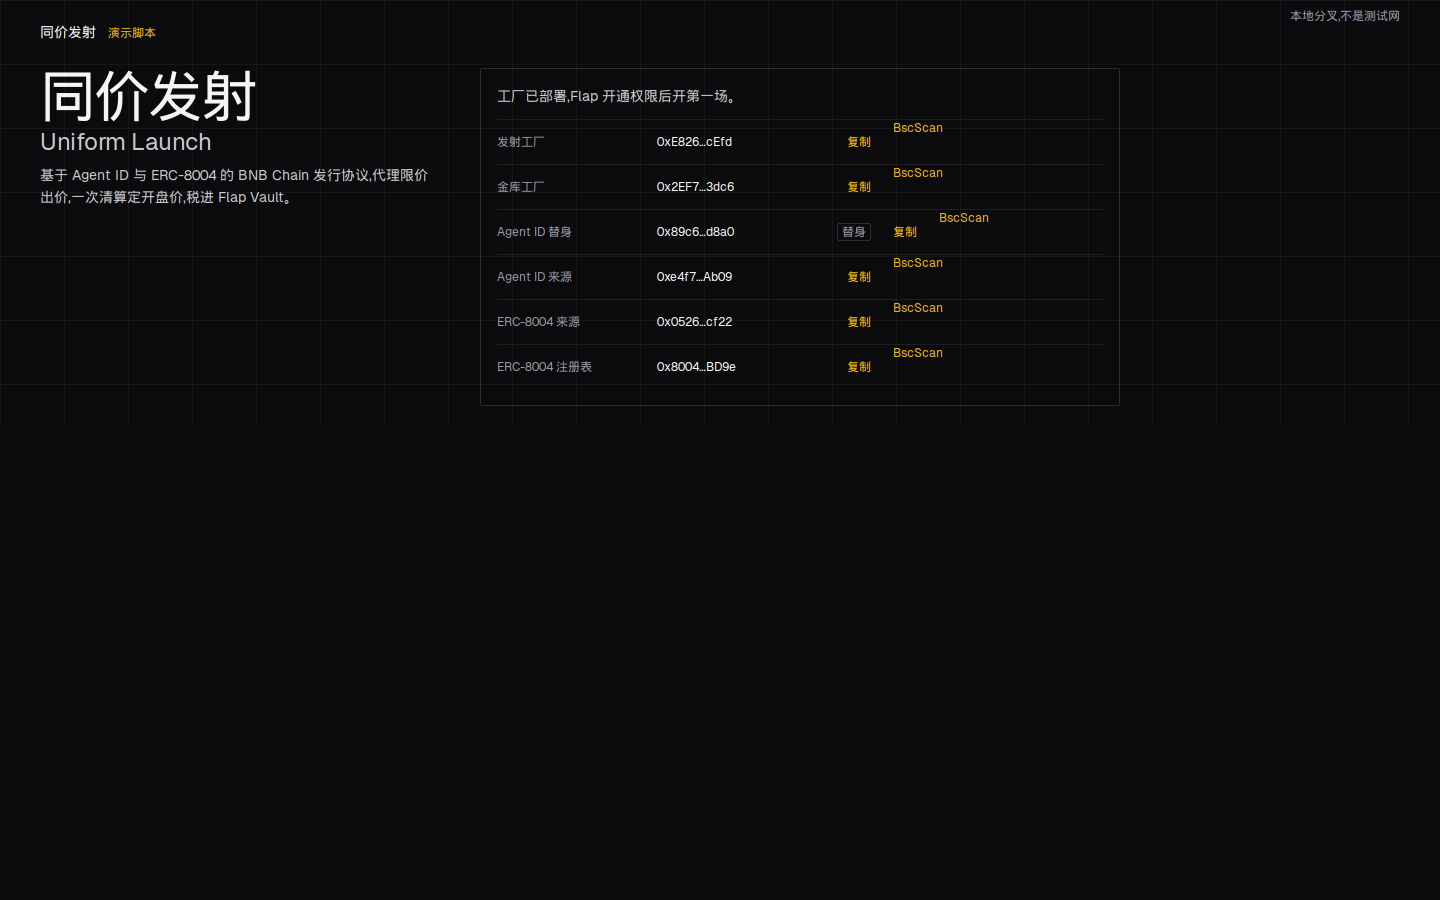 同价发射 演示脚本
本地分叉,不是测试网
同价发射
Uniform Launch
基于 Agent ID 与 ERC-8004 的 BNB Chain 发行协议,代理限价
出价,一次清算定开盘价,税进 Flap Vault。
工厂已部署,Flap 开通权限后开第一场。
发射工厂 0xE826…cEfd 复制 BscScan
金库工厂 0x2EF7…3dc6 复制 BscScan
Agent ID 替身 0x89c6…d8a0 替身 复制 BscScan
Agent ID 来源 0xe4f7…Ab09 复制 BscScan
ERC-8004 来源 0x0526…cf22 复制 BscScan
ERC-8004 注册表 0x8004…BD9e 复制 BscScan